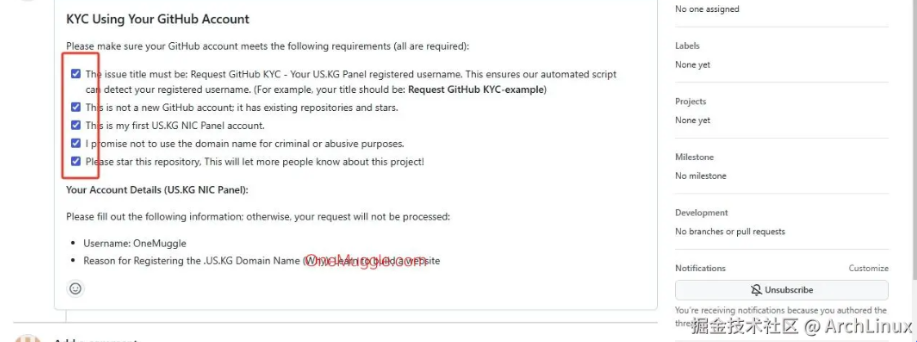 KYC Using Your GitHub Account
Please make sure your GitHub account meets the following requirements (all are required):
The issue title must be: Request GitHub KYC - Your US.KG Panel registered username. This ensures our automated script
can detect your registered username. (For example, your title should be: Request GitHub KYC-example)
This is not a new GitHub account; it has existing repositories and stars.
This is my first US.KG NIC Panel account.
I promise not to use the domain name for criminal or abusive purposes.
Please star this repository. This will let more people know about this project!
Your Account Details (US.KG NIC Panel):
Please fill out the following information; otherwise, your request will not be processed:
Username: OneMuggle
Reason for Registering the .US.KG Domain Name (Why): Learn to build a website
OneMuggle.com
No one assigned
Labels
None yet
Projects
None yet
Milestone
No milestone
Development
No branches or pull requests
Notifications
Customize
Unsubscribe
You're receiving notifications because you authored the
掘金技术社区 @ ArchLinux